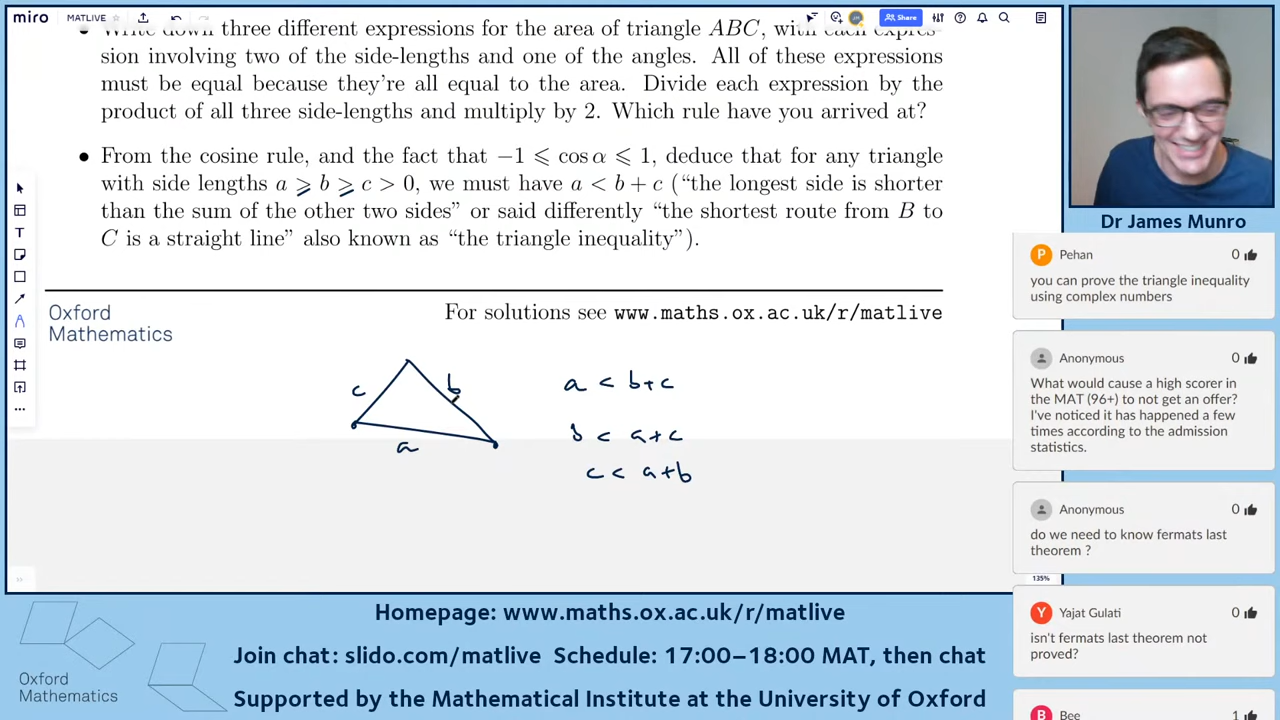 miro
MATLIVE
Share
Write down three different expressions for the area of triangle ABC, with each expres-
sion involving two of the side-lengths and one of the angles. All of these expressions
must be equal because they're all equal to the area. Divide each expression by the
product of all three side-lengths and multiply by 2. Which rule have you arrived at?
• From the cosine rule, and the fact that −1 ⩽ cos α ⩽ 1, deduce that for any triangle
with side lengths a ⩾ b ⩾ c > 0, we must have a < b + c (“the longest side is shorter
than the sum of the other two sides” or said differently “the shortest route from B to
C is a straight line” also known as “the triangle inequality”).
Oxford
Mathematics
For solutions see www.maths.ox.ac.uk/r/matlive
c
b
a
a < b+c
b < a+c
c < a+b
135%
Dr James Munro
P
Pehan
0
you can prove the triangle inequality
using complex numbers
Anonymous
0
What would cause a high scorer in
the MAT (96+) to not get an offer?
I've noticed it has happened a few
times according to the admission
statistics.
Anonymous
0
do we need to know fermats last
theorem ?
Y
Yajat Gulati
0
isn't fermats last theorem not
proved?
B
Bee
1
Oxford
Mathematics
Homepage: www.maths.ox.ac.uk/r/matlive
Join chat: slido.com/matlive Schedule: 17:00–18:00 MAT, then chat
Supported by the Mathematical Institute at the University of Oxford